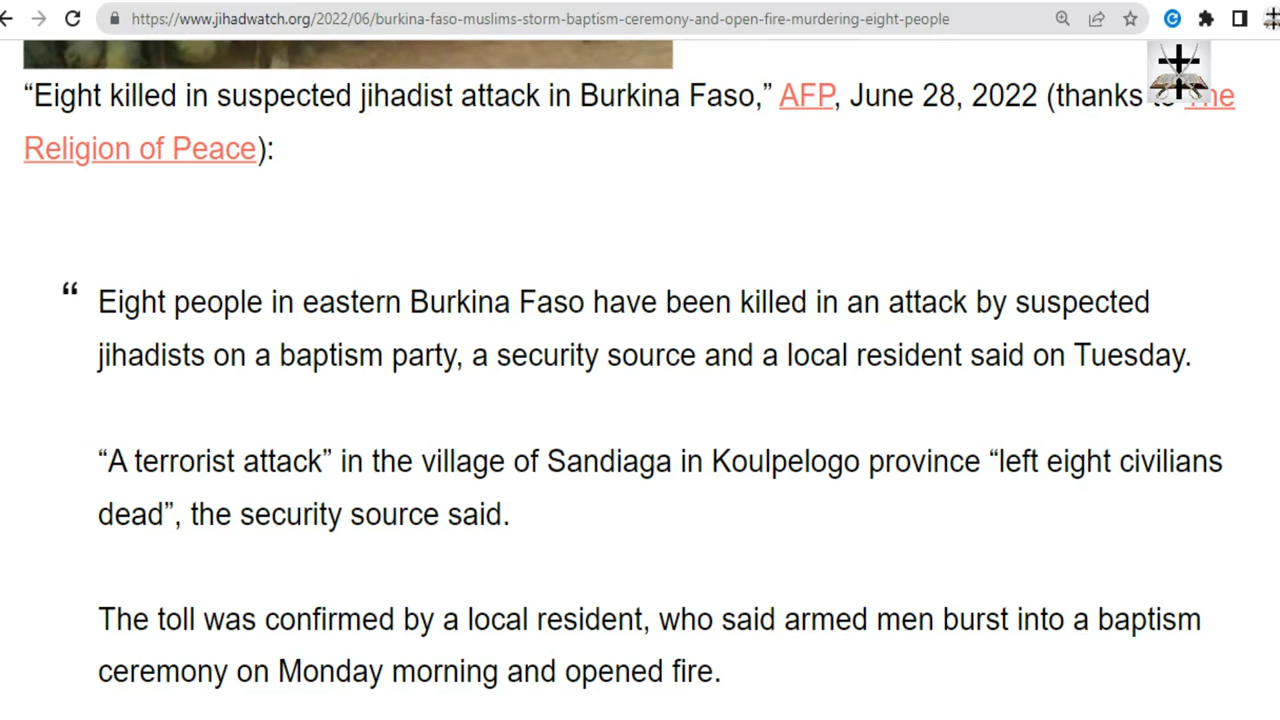 https://www.jihadwatch.org/2022/06/burkina-faso-muslims-storm-baptism-ceremony-and-open-fire-murdering-eight-people
“Eight killed in suspected jihadist attack in Burkina Faso,” AFP, June 28, 2022 (thanks to The
Religion of Peace):
“
Eight people in eastern Burkina Faso have been killed in an attack by suspected
jihadists on a baptism party, a security source and a local resident said on Tuesday.
“A terrorist attack” in the village of Sandiaga in Koulpelogo province “left eight civilians
dead”, the security source said.
The toll was confirmed by a local resident, who said armed men burst into a baptism
ceremony on Monday morning and opened fire.